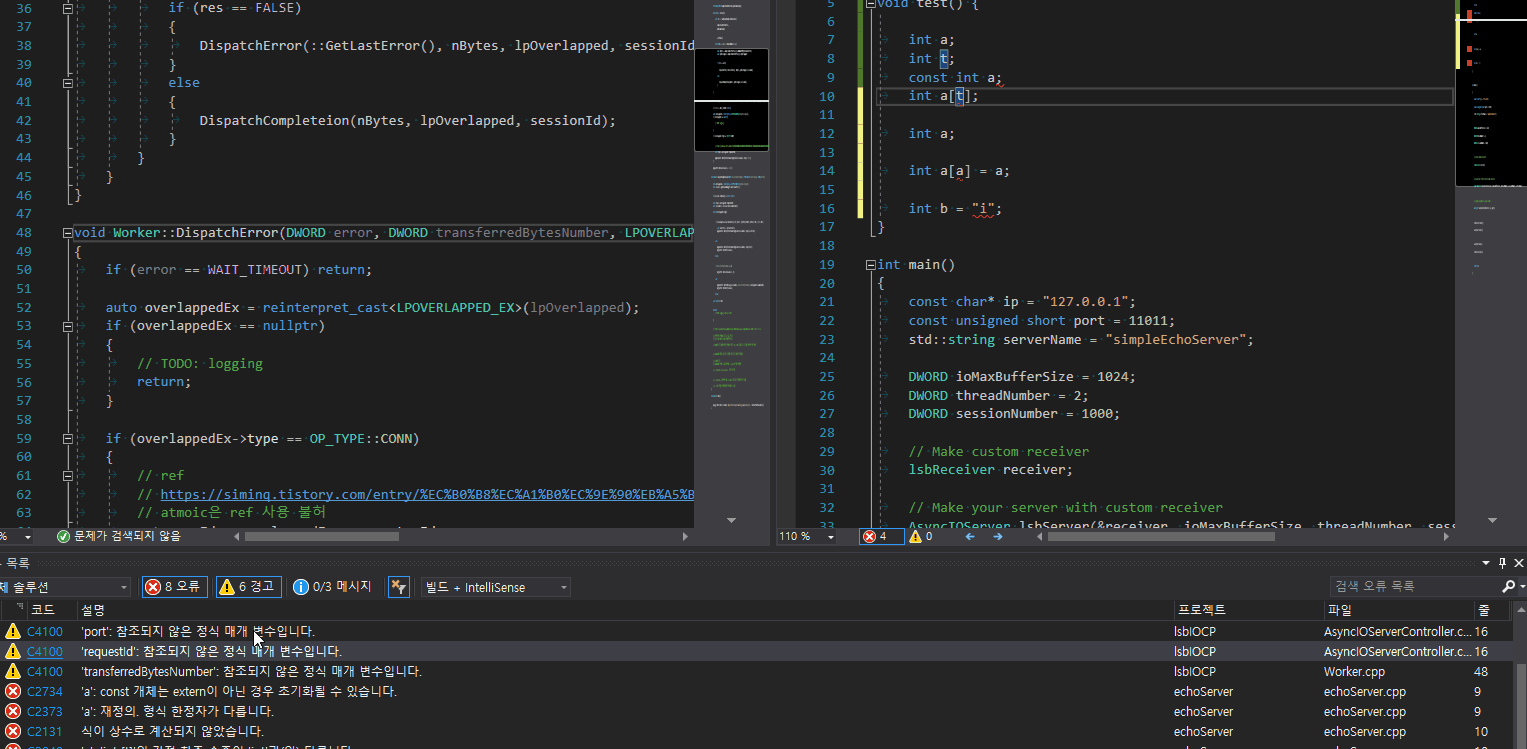 36 if (res == FALSE)
37 {
38 DispatchError(::GetLastError(), nBytes, lpOverlapped, sessionId
39 }
40 else
41 {
42 DispatchCompleteion(nBytes, lpOverlapped, sessionId);
43 }
44 }
45 }
46 }
47
48 void Worker::DispatchError(DWORD error, DWORD transferredBytesNumber, LPOVERLAP
49 {
50 if (error == WAIT_TIMEOUT) return;
51
52 auto overlappedEx = reinterpret_cast<LPOVERLAPPED_EX>(lpOverlapped);
53 if (overlappedEx == nullptr)
54 {
55 // TODO: logging
56 return;
57 }
58
59 if (overlappedEx->type == OP_TYPE::CONN)
60 {
61 // ref
62 // https://siminq.tistory.com/entry/%EC%B0%B8%EC%A1%B0%EC%9E%90%EB%A5%B
63 // atmoic은 ref 사용 불허
% 문제가 검색되지 않음
5 void test() {
6
7 int a;
8 int t;
9 const int a;
10 int a[t];
11
12 int a;
13
14 int a[a] = a;
15
16 int b = "i";
17 }
18
19 int main()
20 {
21 const char* ip = "127.0.0.1";
22 const unsigned short port = 11011;
23 std::string serverName = "simpleEchoServer";
24
25 DWORD ioMaxBufferSize = 1024;
26 DWORD threadNumber = 2;
27 DWORD sessionNumber = 1000;
28
29 // Make custom receiver
30 lsbReceiver receiver;
31
32 // Make your server with custom receiver
33 AsyncIOServer lsbServer(&receiver, ioMaxBufferSize, threadNumber, sess
110 % 4 0
목록
체 솔루션 8 오류 6 경고 0/3 메시지 빌드 + IntelliSense 검색 오류 목록
코드 설명 프로젝트 파일 줄
C4100 'port': 참조되지 않은 정식 매개 변수입니다. lsbIOCP AsyncIOServerController.c... 16
C4100 'requestId': 참조되지 않은 정식 매개 변수입니다. lsbIOCP AsyncIOServerController.c... 16
C4100 'transferredBytesNumber': 참조되지 않은 정식 매개 변수입니다. lsbIOCP Worker.cpp 48
C2734 'a': const 개체는 extern이 아닌 경우 초기화될 수 있습니다. echoServer echoServer.cpp 9
C2373 'a': 재정의. 형식 한정자가 다릅니다. echoServer echoServer.cpp 9
C2131 식이 상수로 계산되지 않았습니다. echoServer echoServer.cpp 10